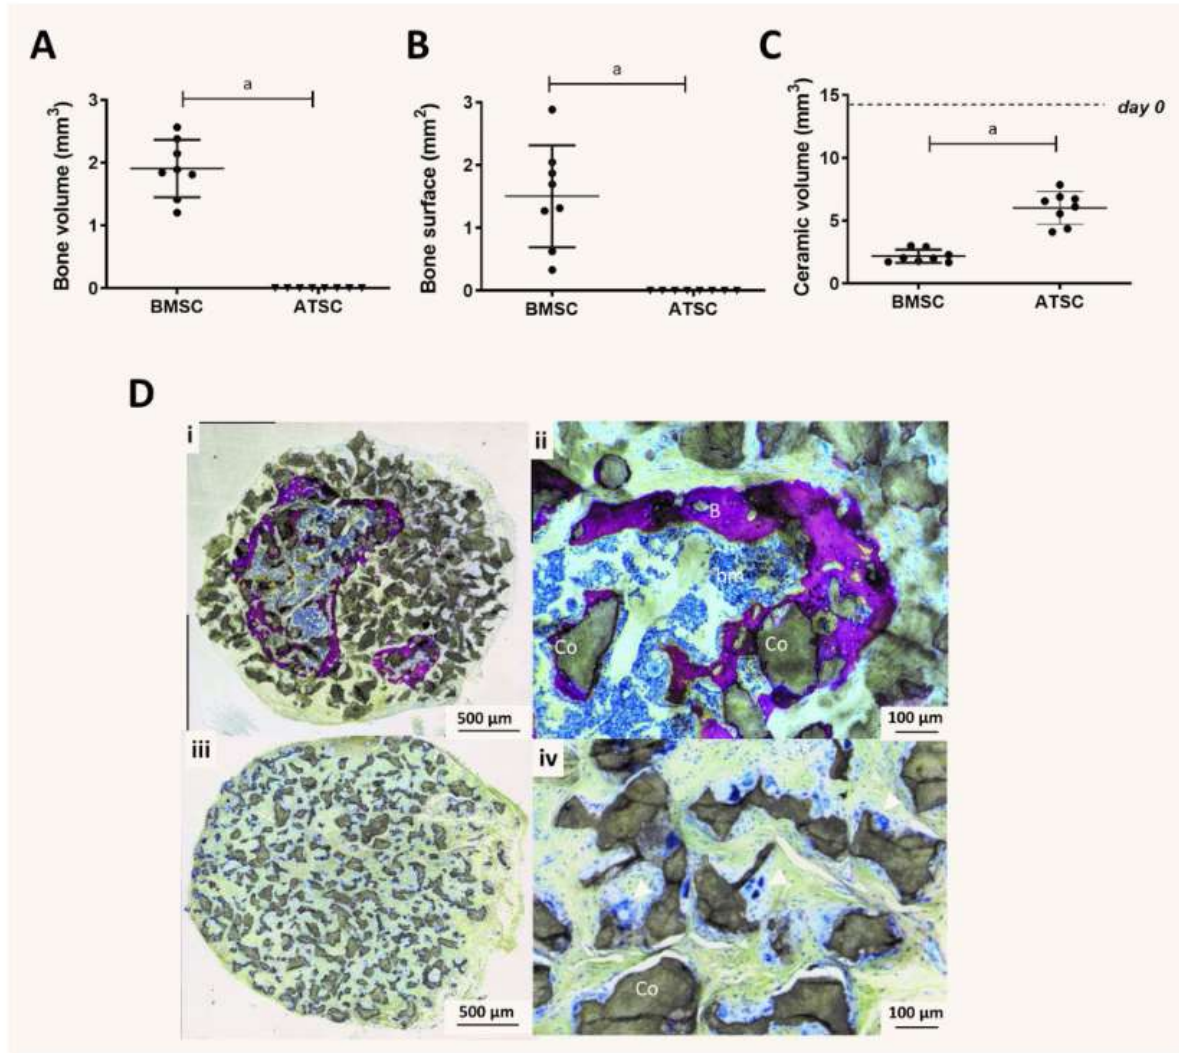 A
B
C
a
a
a
Bone volume (mm3)
3
2
1
0
BMSC
ATSC
Bone surface (mm2)
3
2
1
0
BMSC
ATSC
Ceramic volume (mm3)
15
10
5
0
day 0
BMSC
ATSC
D
i
500 µm
ii
B
bm
Co
Co
100 µm
iii
500 µm
iv
Co
100 µm